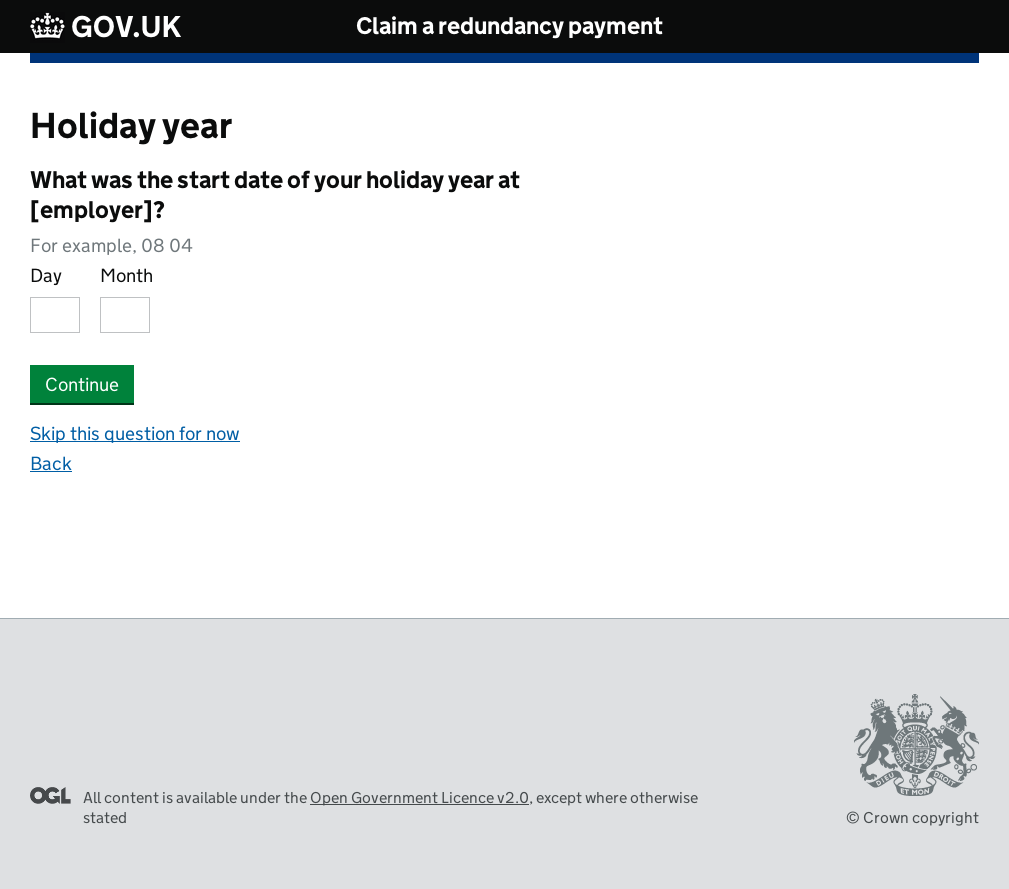 GOV.UK
Claim a redundancy payment
Holiday year
What was the start date of your holiday year at
[employer]?
For example, 08 04
Day
Month
Continue
Skip this question for now
Back
OGL
All content is available under the Open Government Licence v2.0, except where otherwise
stated
DIEU ET MON DROIT
© Crown copyright